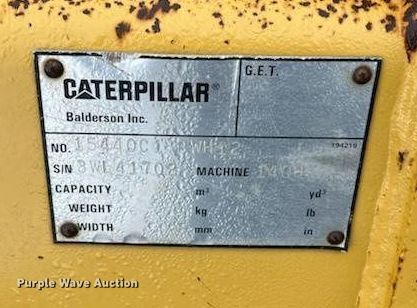 CATERPILLAR®
Balderson Inc.
G.E.T.
194219
NO.
S/N MACHINE
CAPACITY m³ yd³
WEIGHT kg lb
WIDTH mm in
Purple Wave Auction